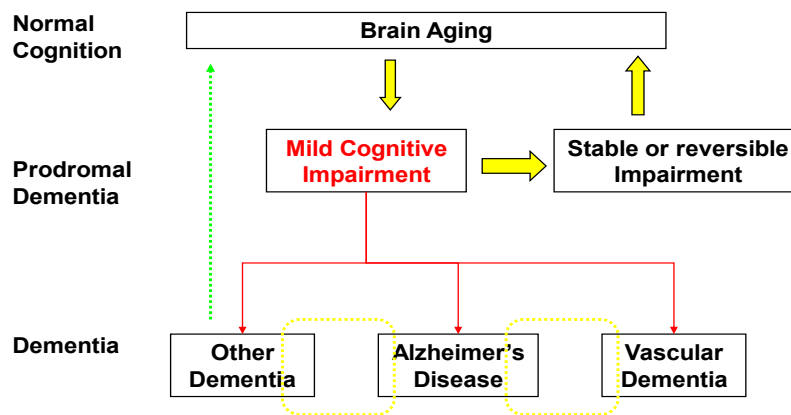 Normal
Cognition
Brain Aging
Prodromal
Dementia
Mild Cognitive
Impairment
Stable or reversible
Impairment
Dementia
Other
Dementia
Alzheimer's
Disease
Vascular
Dementia